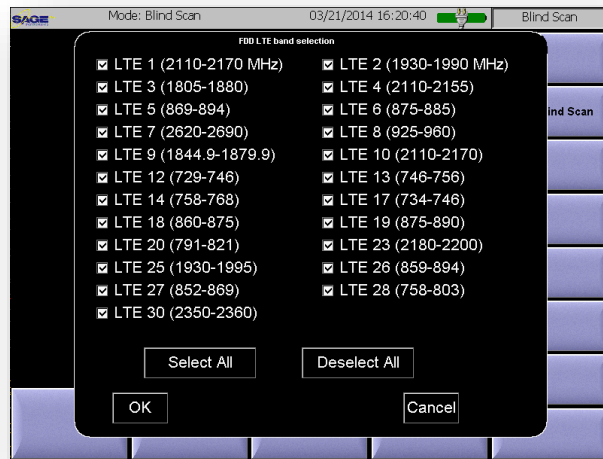 SAGE
Mode: Blind Scan 03/21/2014 16:20:40 Blind Scan
FDD LTE band selection
LTE 1 (2110-2170 MHz) LTE 2 (1930-1990 MHz)
LTE 3 (1805-1880) LTE 4 (2110-2155)
LTE 5 (869-894) LTE 6 (875-885)
ind Scan
LTE 7 (2620-2690) LTE 8 (925-960)
LTE 9 (1844.9-1879.9) LTE 10 (2110-2170)
LTE 12 (729-746) LTE 13 (746-756)
LTE 14 (758-768) LTE 17 (734-746)
LTE 18 (860-875) LTE 19 (875-890)
LTE 20 (791-821) LTE 23 (2180-2200)
LTE 25 (1930-1995) LTE 26 (859-894)
LTE 27 (852-869) LTE 28 (758-803)
LTE 30 (2350-2360)
Select All Deselect All
OK Cancel